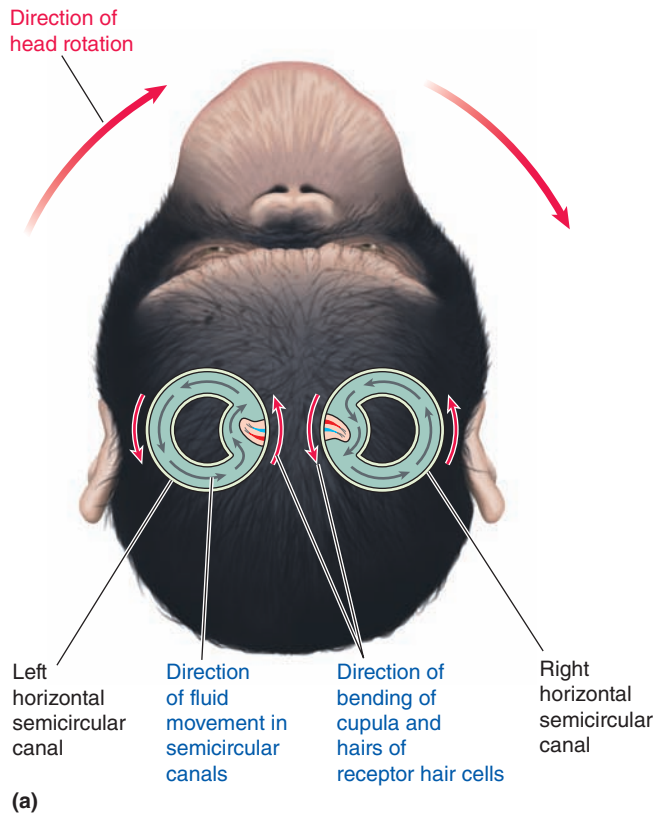 Direction of
head rotation
Left
horizontal
semicircular
canal
Direction
of fluid
movement in
semicircular
canals
Direction of
bending of
cupula and
hairs of
receptor hair cells
Right
horizontal
semicircular
canal
(a)